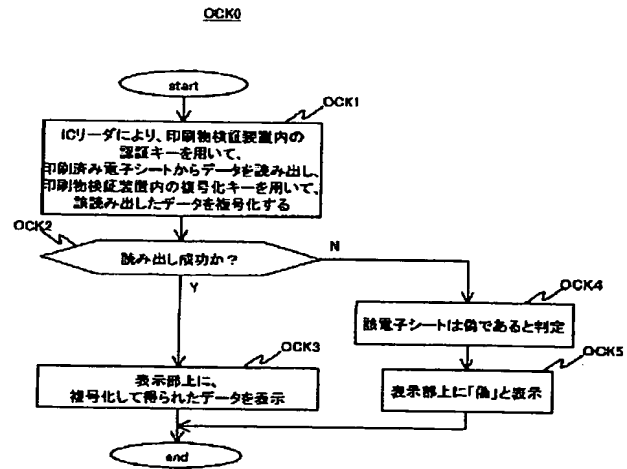 OCK0
start
OCK1
ICリーダにより、印刷物検証装置内の
認証キーを用いて、
印刷済み電子シートからデータを読み出し、
印刷物検証装置内の複号化キーを用いて、
該読み出したデータを複号化する
OCK2
読み出し成功か?
N
Y
OCK4
該電子シートは偽であると判定
OCK3
表示部上に、
複号化して得られたデータを表示
OCK5
表示部上に「偽」と表示
end